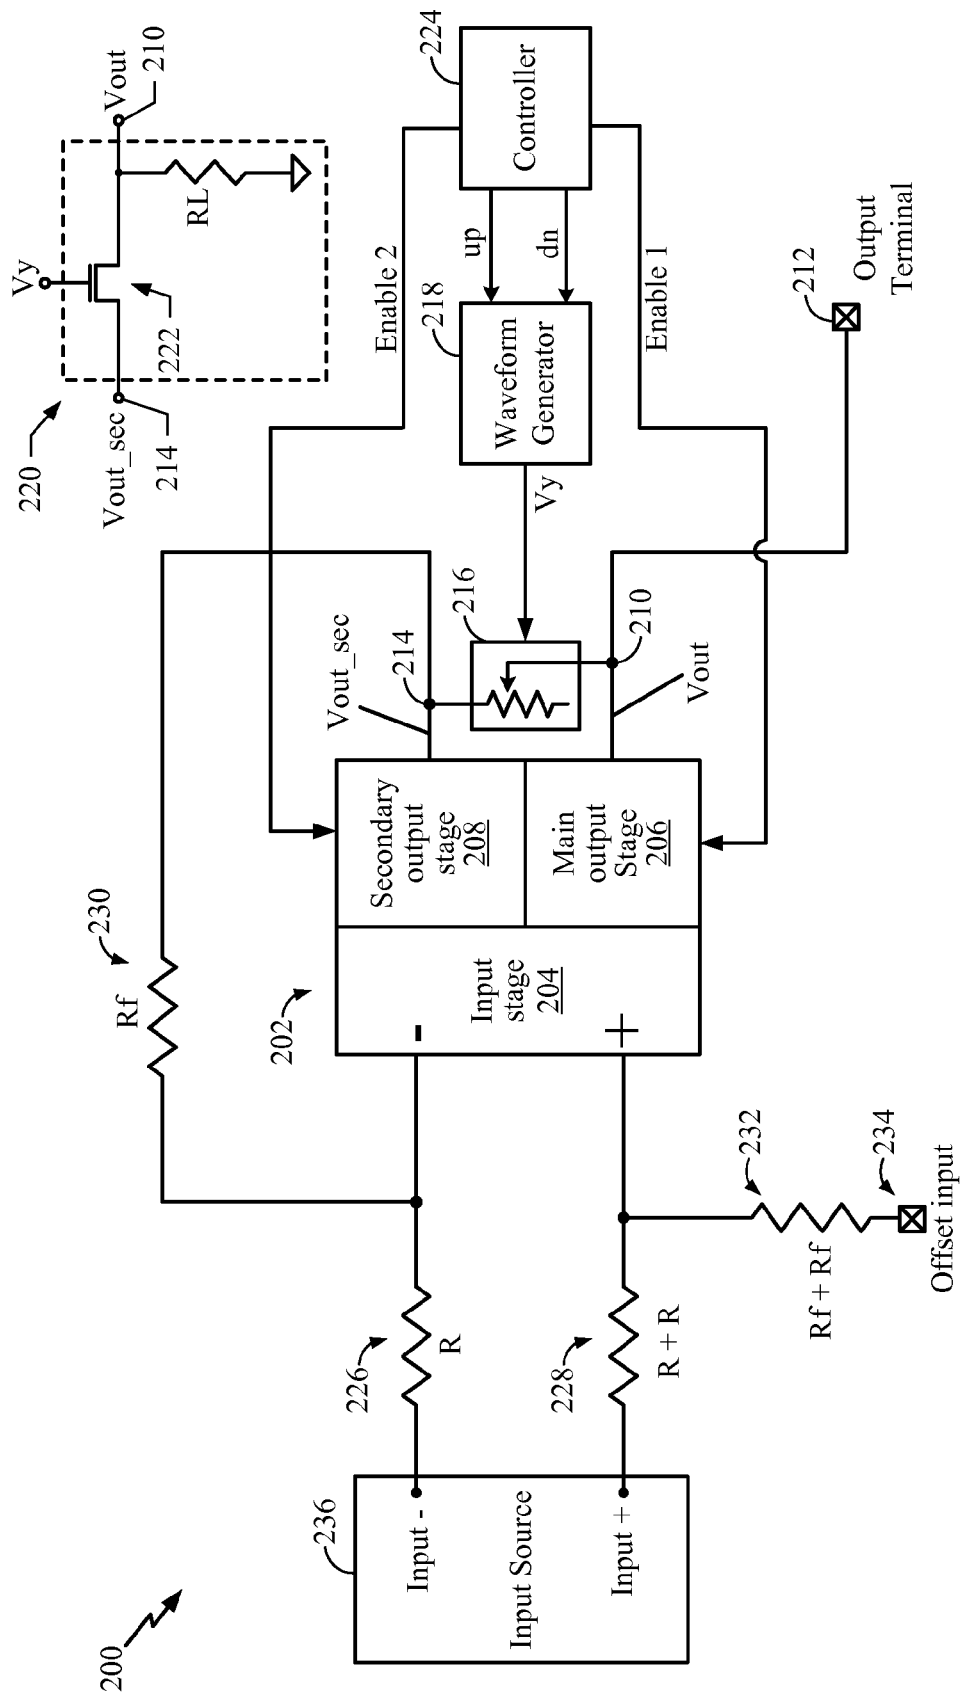 200
236
Input -
Input Source
Input +
226
R
228
R + R
230
Rf
232
Rf + Rf
234
Offset input
202
-
+
Input
stage
204
Secondary
output
stage
208
Main
output
Stage
206
Vout_sec
214
216
210
Vout
Vy
218
Waveform
Generator
up
dn
Enable 2
Enable 1
224
Controller
212
Output
Terminal
220
Vout_sec
214
Vy
222
RL
Vout
210